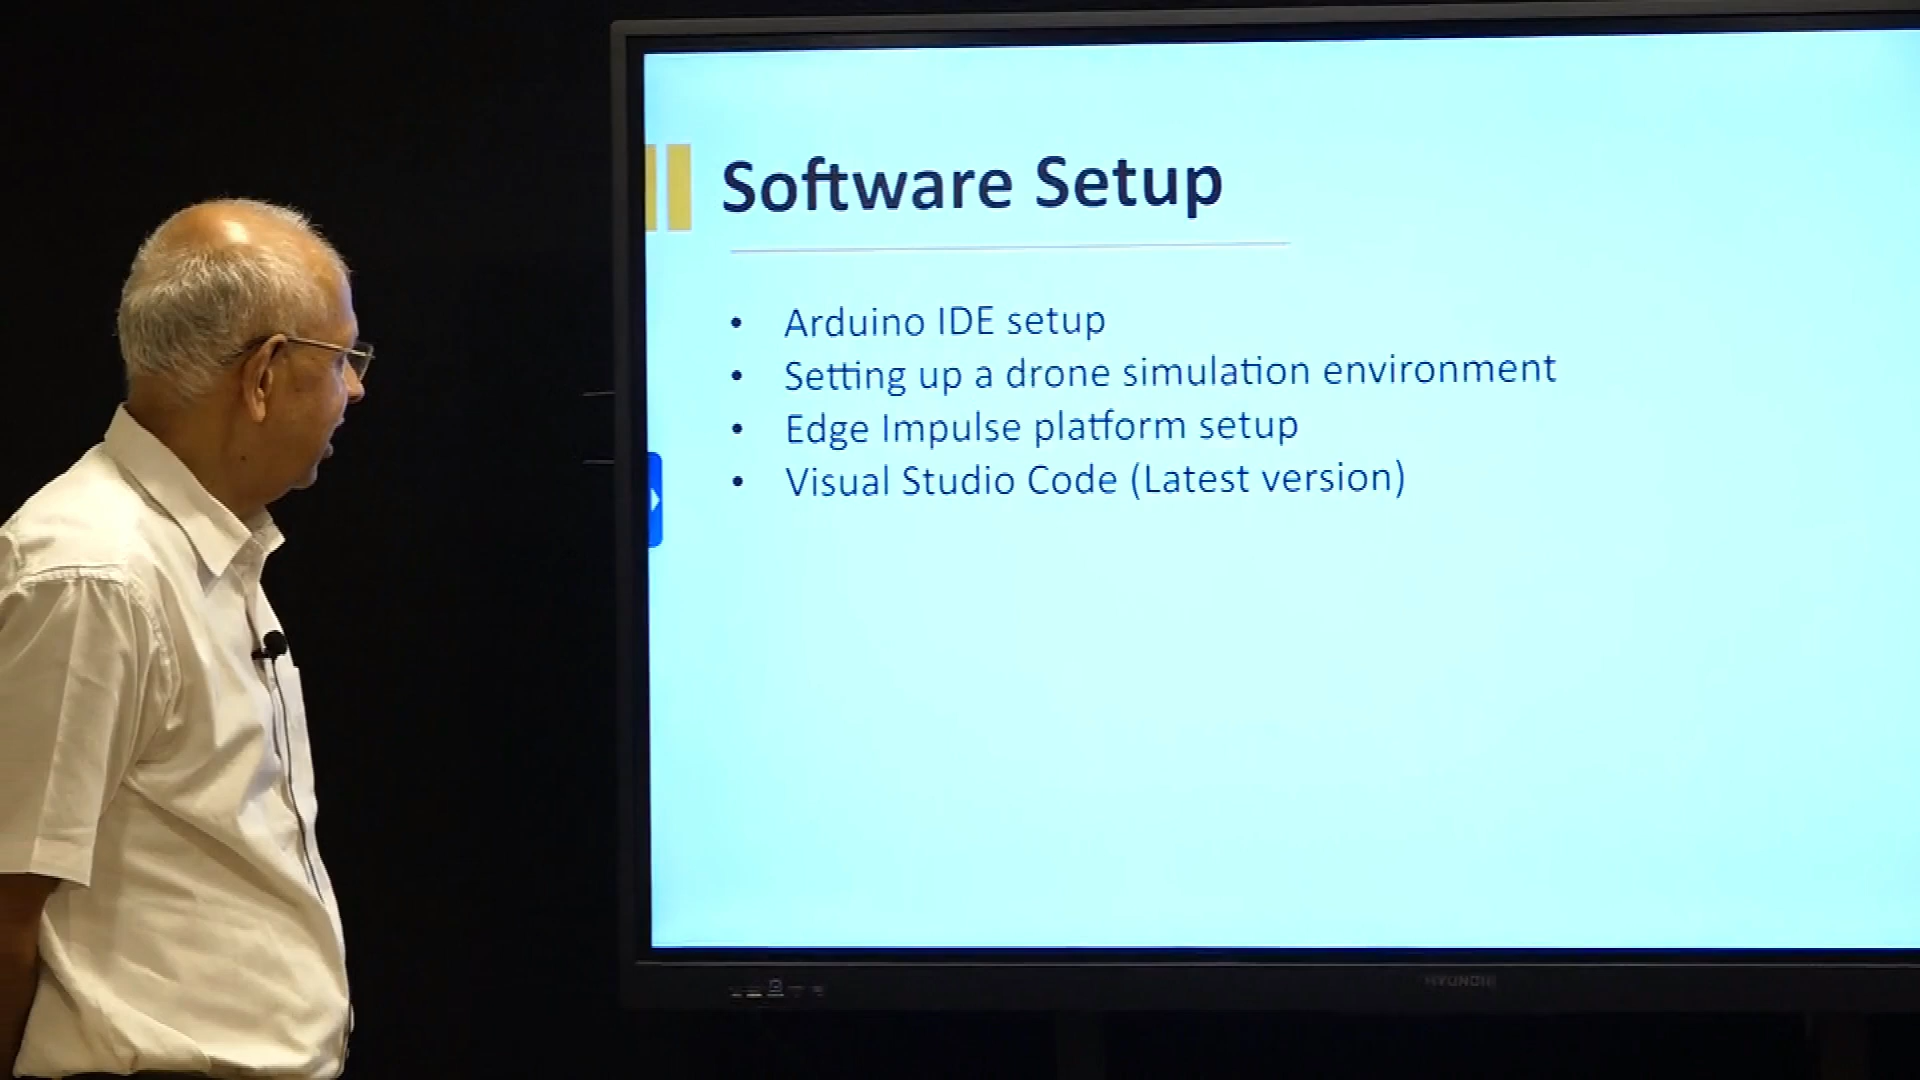 Software Setup
• Arduino IDE setup
• Setting up a drone simulation environment
• Edge Impulse platform setup
• Visual Studio Code (Latest version)
HYUNDAI